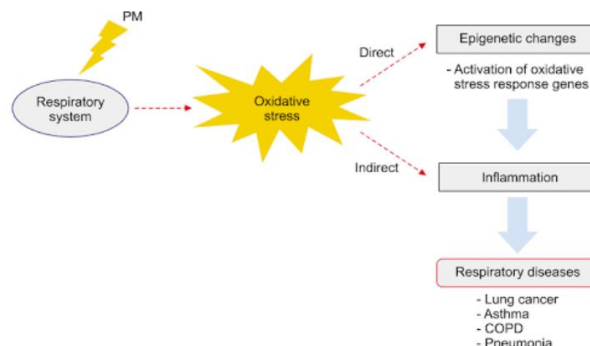 PM
Respiratory
system
Oxidative
stress
Direct
Indirect
Epigenetic changes
- Activation of oxidative
stress response genes
Inflammation
Respiratory diseases
- Lung cancer
- Asthma
- COPD
- Pneumonia